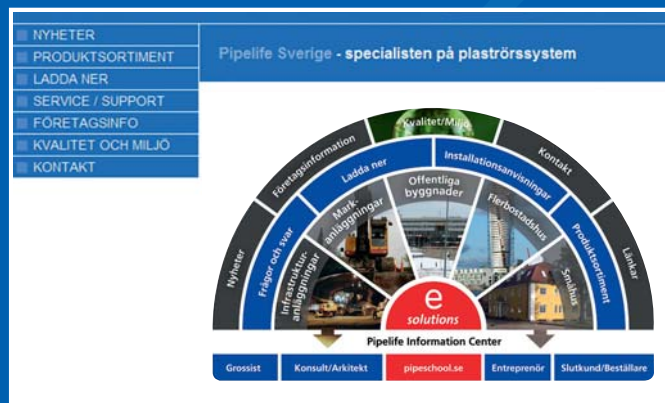 NYHETER
PRODUKTSORTIMENT
LADDA NER
SERVICE / SUPPORT
FÖRETAGSINFO
KVALITET OCH MILJÖ
KONTAKT
Pipelife Sverige - specialisten på plaströrssystem
Nyheter
Företagsinformation
Kvalitet/Miljö
Kontakt
Länkar
Frågor och svar
Ladda ner
Installationsanvisningar
Produktsortiment
Infrastruktur-
anläggningar
Mark-
anläggningar
Offentliga
byggnader
Flerbostadshus
Småhus
e
solutions
Pipelife Information Center
Grossist
Konsult/Arkitekt
pipeschool.se
Entreprenör
Slutkund/Beställare